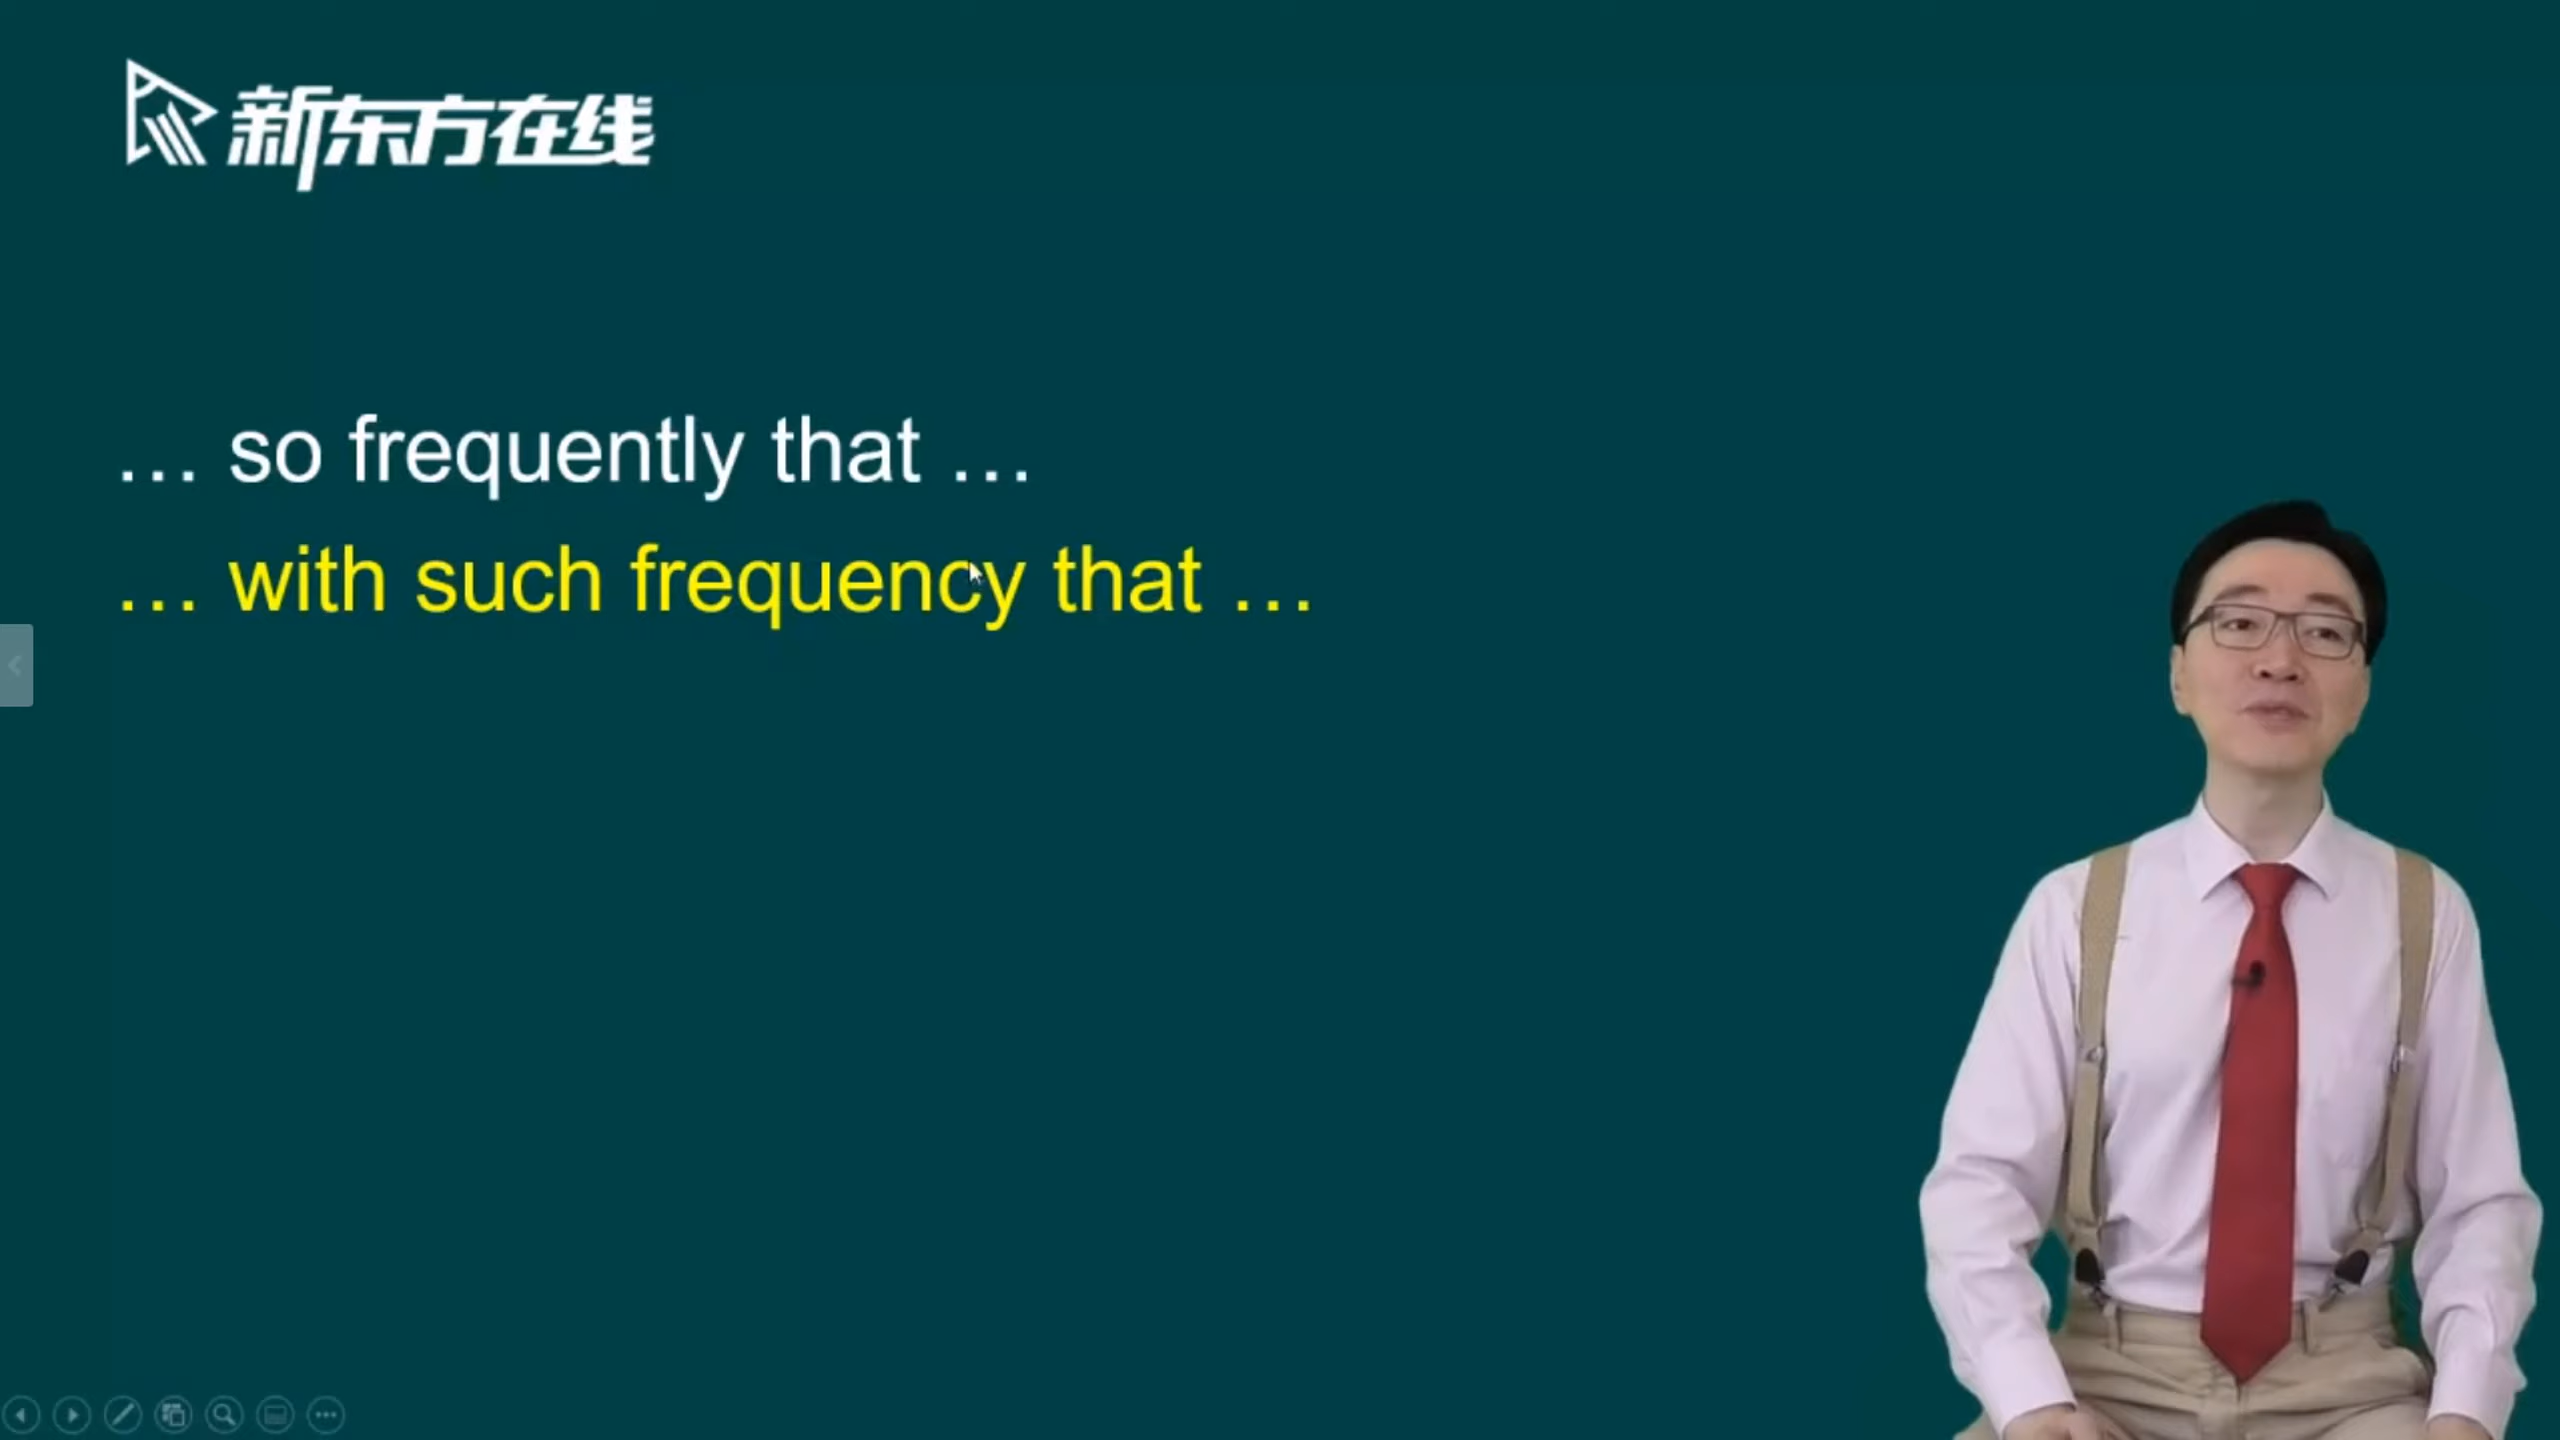 新东方在线
… so frequently that …
… with such frequency that …